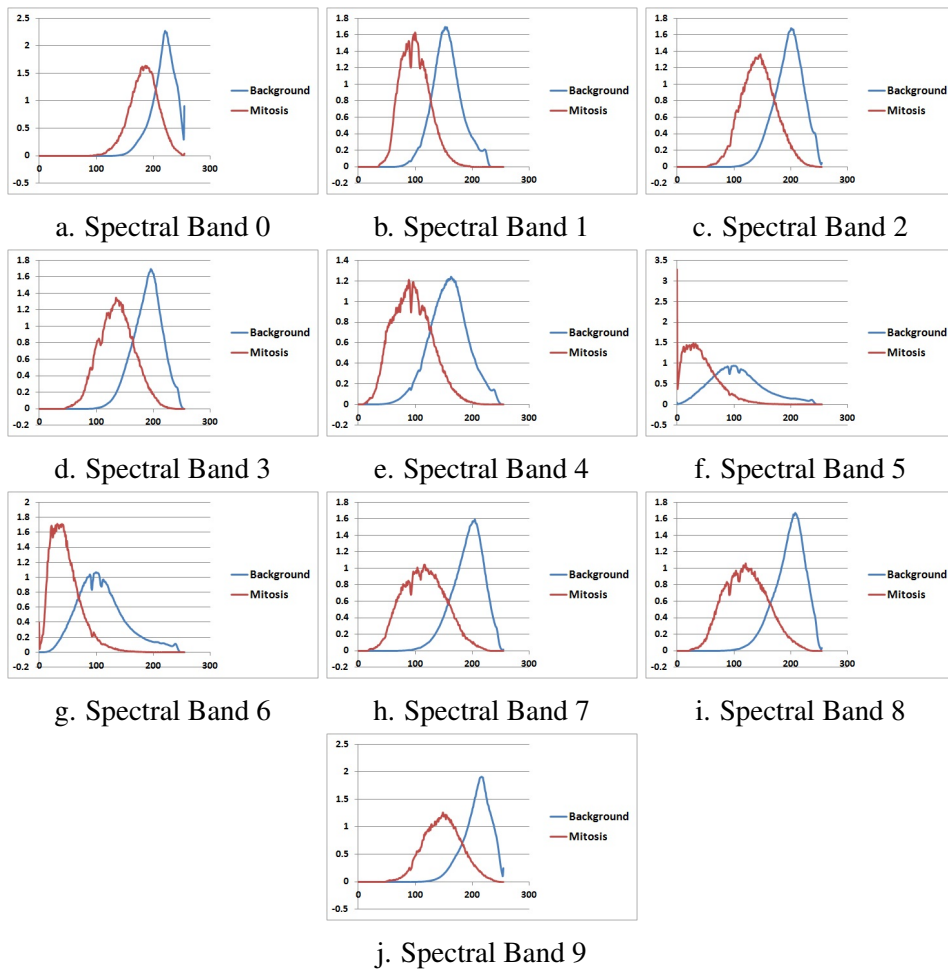 2.5
2
1.5
1
0.5
0
-0.5
0 100 200 300
Background
Mitosis
a. Spectral Band 0
1.8
1.6
1.4
1.2
1
0.8
0.6
0.4
0.2
0
-0.2
0 100 200 300
Background
Mitosis
b. Spectral Band 1
1.8
1.6
1.4
1.2
1
0.8
0.6
0.4
0.2
0
-0.2
0 100 200 300
Background
Mitosis
c. Spectral Band 2
1.8
1.6
1.4
1.2
1
0.8
0.6
0.4
0.2
0
-0.2
0 100 200 300
Background
Mitosis
d. Spectral Band 3
1.4
1.2
1
0.8
0.6
0.4
0.2
0
-0.2
0 100 200 300
Background
Mitosis
e. Spectral Band 4
3.5
3
2.5
2
1.5
1
0.5
0
-0.5
0 100 200 300
Background
Mitosis
f. Spectral Band 5
2
1.8
1.6
1.4
1.2
1
0.8
0.6
0.4
0.2
0
-0.2
0 100 200 300
Background
Mitosis
g. Spectral Band 6
1.8
1.6
1.4
1.2
1
0.8
0.6
0.4
0.2
0
-0.2
0 100 200 300
Background
Mitosis
h. Spectral Band 7
1.8
1.6
1.4
1.2
1
0.8
0.6
0.4
0.2
0
-0.2
0 100 200 300
Background
Mitosis
i. Spectral Band 8
2.5
2
1.5
1
0.5
0
-0.5
0 100 200 300
Background
Mitosis
j. Spectral Band 9